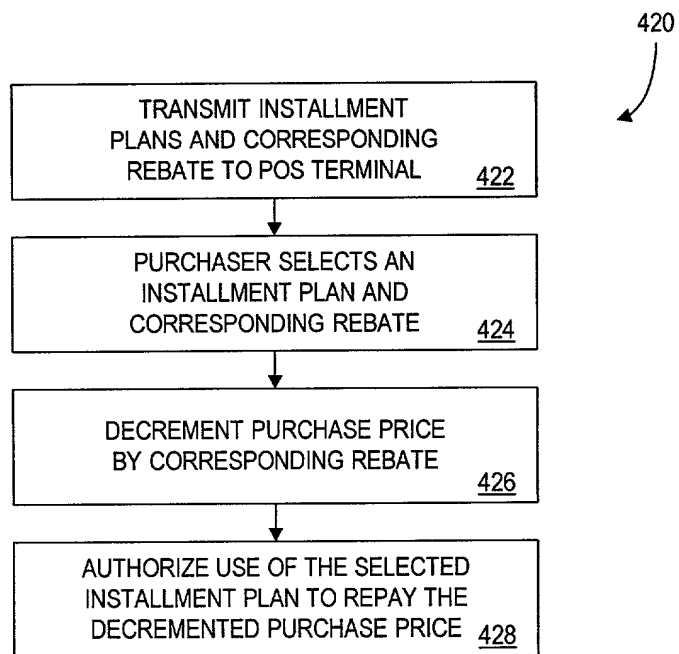 420
TRANSMIT INSTALLMENT
PLANS AND CORRESPONDING
REBATE TO POS TERMINAL
422
PURCHASER SELECTS AN
INSTALLMENT PLAN AND
CORRESPONDING REBATE
424
DECREMENT PURCHASE PRICE
BY CORRESPONDING REBATE
426
AUTHORIZE USE OF THE SELECTED
INSTALLMENT PLAN TO REPAY THE
DECREMENTED PURCHASE PRICE 428